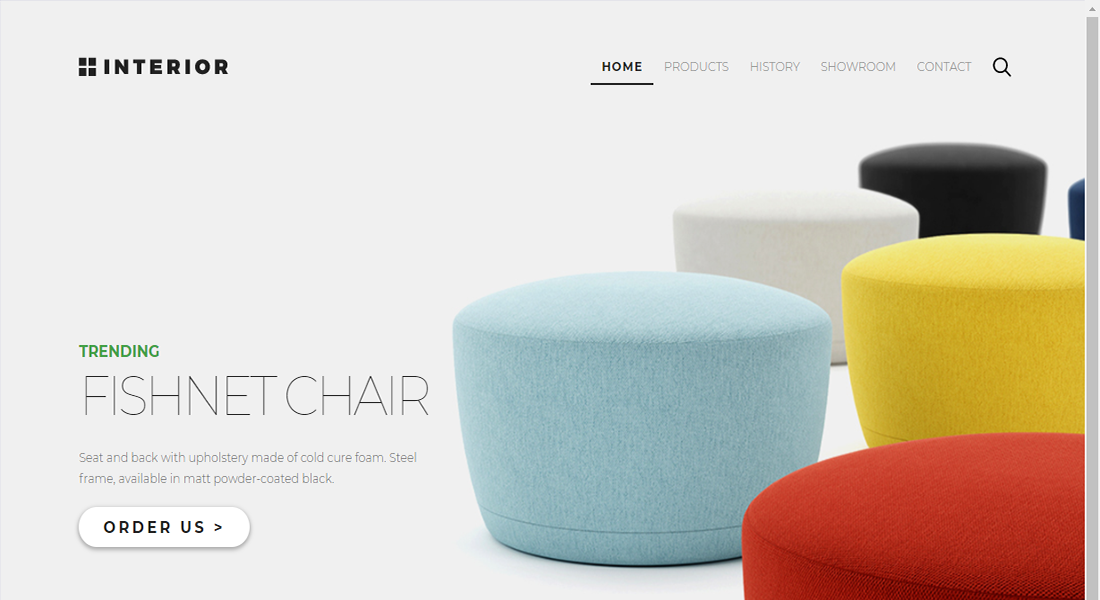 INTERIOR
HOME PRODUCTS HISTORY SHOWROOM CONTACT
TRENDING
FISHNET CHAIR
Seat and back with upholstery made of cold cure foam. Steel
frame, available in matt powder-coated black.
ORDER US >